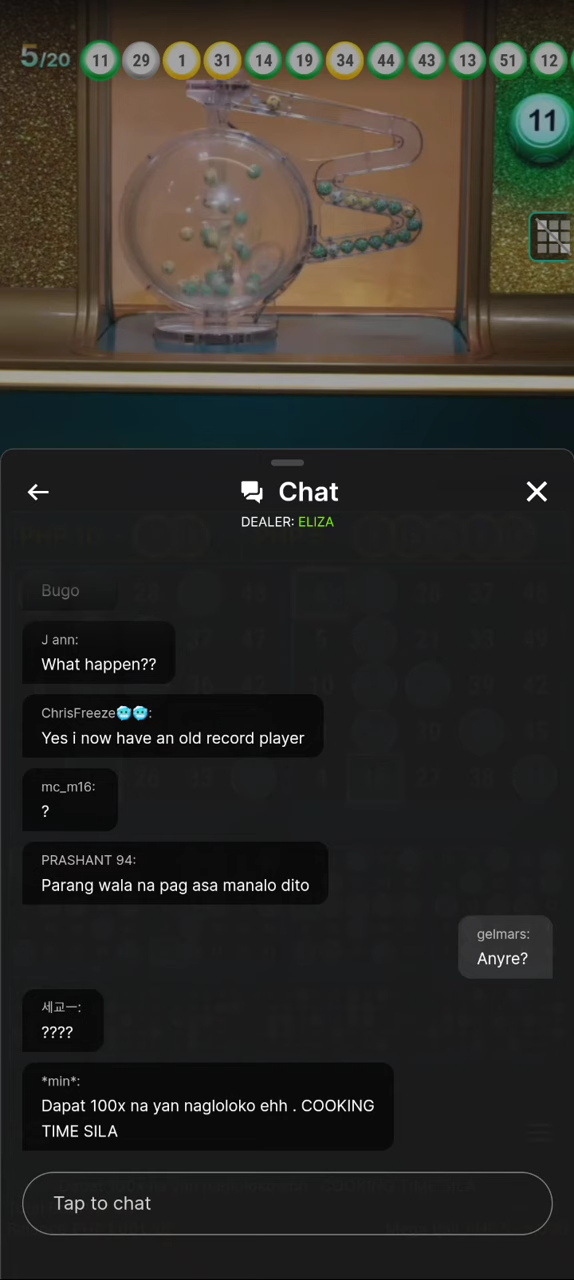 5/20 11 29 1 31 14 19 34 44 43 13 51 12
11
Chat
DEALER: ELIZA
Bugo
J ann:
What happen??
ChrisFreeze🥶🥶:
Yes i now have an old record player
mc_m16:
?
PRASHANT 94:
Parang wala na pag asa manalo dito
gelmars:
Anyre?
세교ㅡ:
????
*min*:
Dapat 100x na yan nagloloko ehh . COOKING
TIME SILA
Tap to chat